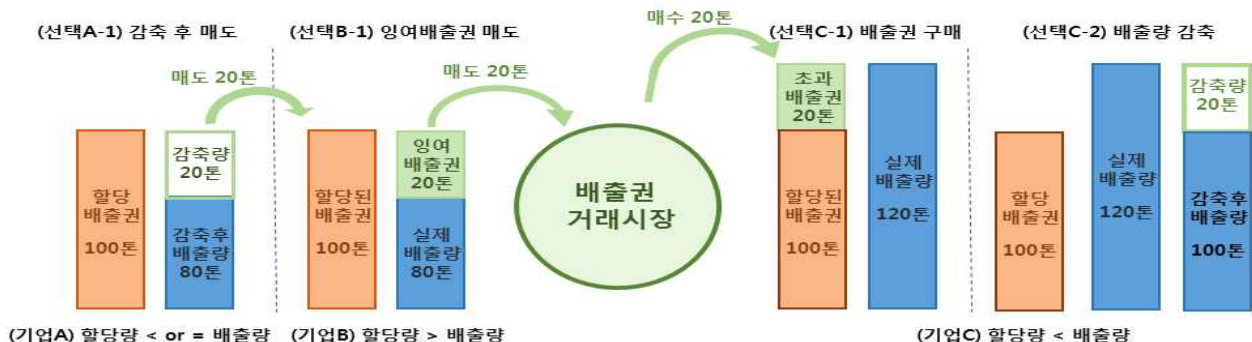 (선택A-1) 감축 후 매도
매도 20톤
할당
배출권
100톤
감축량
20톤
감축후
배출량
80톤
(기업A) 할당량 < or = 배출량
(선택B-1) 잉여배출권 매도
매도 20톤
할당된
배출권
100톤
잉여
배출권
20톤
실제
배출량
80톤
(기업B) 할당량 > 배출량
배출권
거래시장
매수 20톤
(선택C-1) 배출권 구매
초과
배출권
20톤
할당된
배출권
100톤
실제
배출량
120톤
(선택C-2) 배출량 감축
할당
배출권
100톤
실제
배출량
120톤
감축량
20톤
감축후
배출량
100톤
(기업C) 할당량 < 배출량